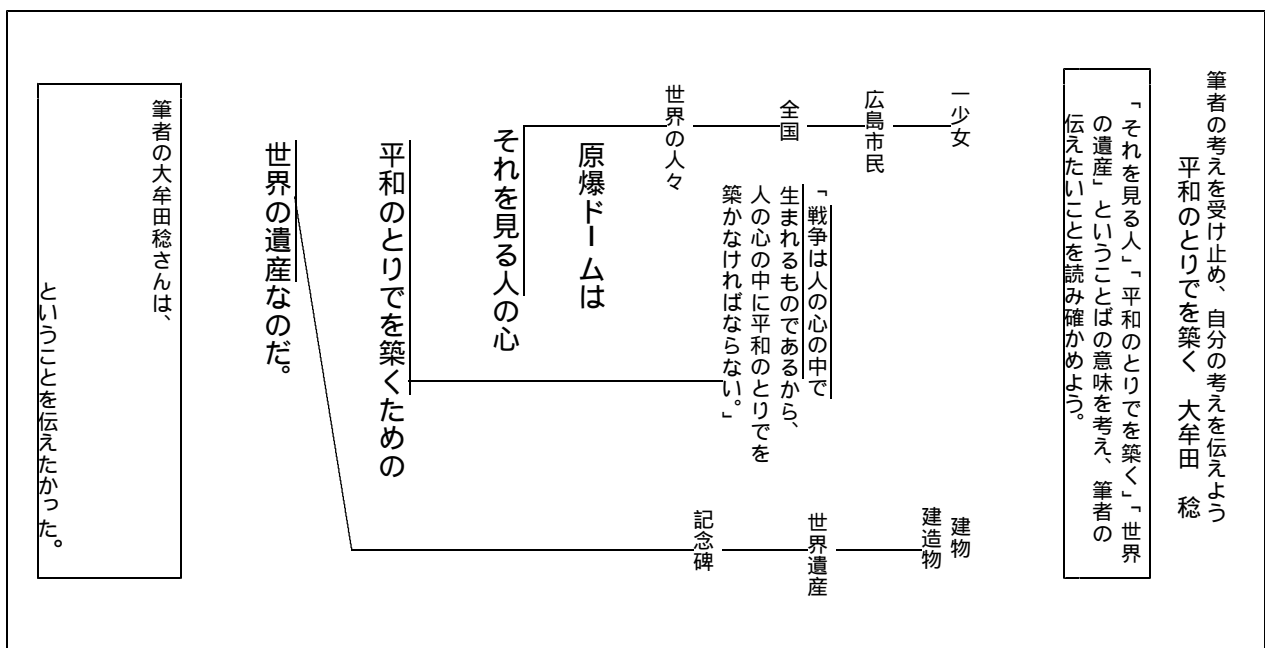 筆者の考えを受け止め、自分の考えを伝えよう
平和のとりでを築く　大牟田　稔
「それを見る人」「平和のとりでを築く」「世界
の遺産」ということばの意味を考え、筆者の
伝えたいことを読み確かめよう。
一少女
広島市民
全国
世界の人々
「戦争は人の心の中で
生まれるものであるから、
人の心の中に平和のとりでを
築かなければならない。」
建物
建造物
世界遺産
記念碑
原爆ドームは
それを見る人の心
平和のとりでを築くための
世界の遺産なのだ。
筆者の大牟田稔さんは、
ということを伝えたかった。